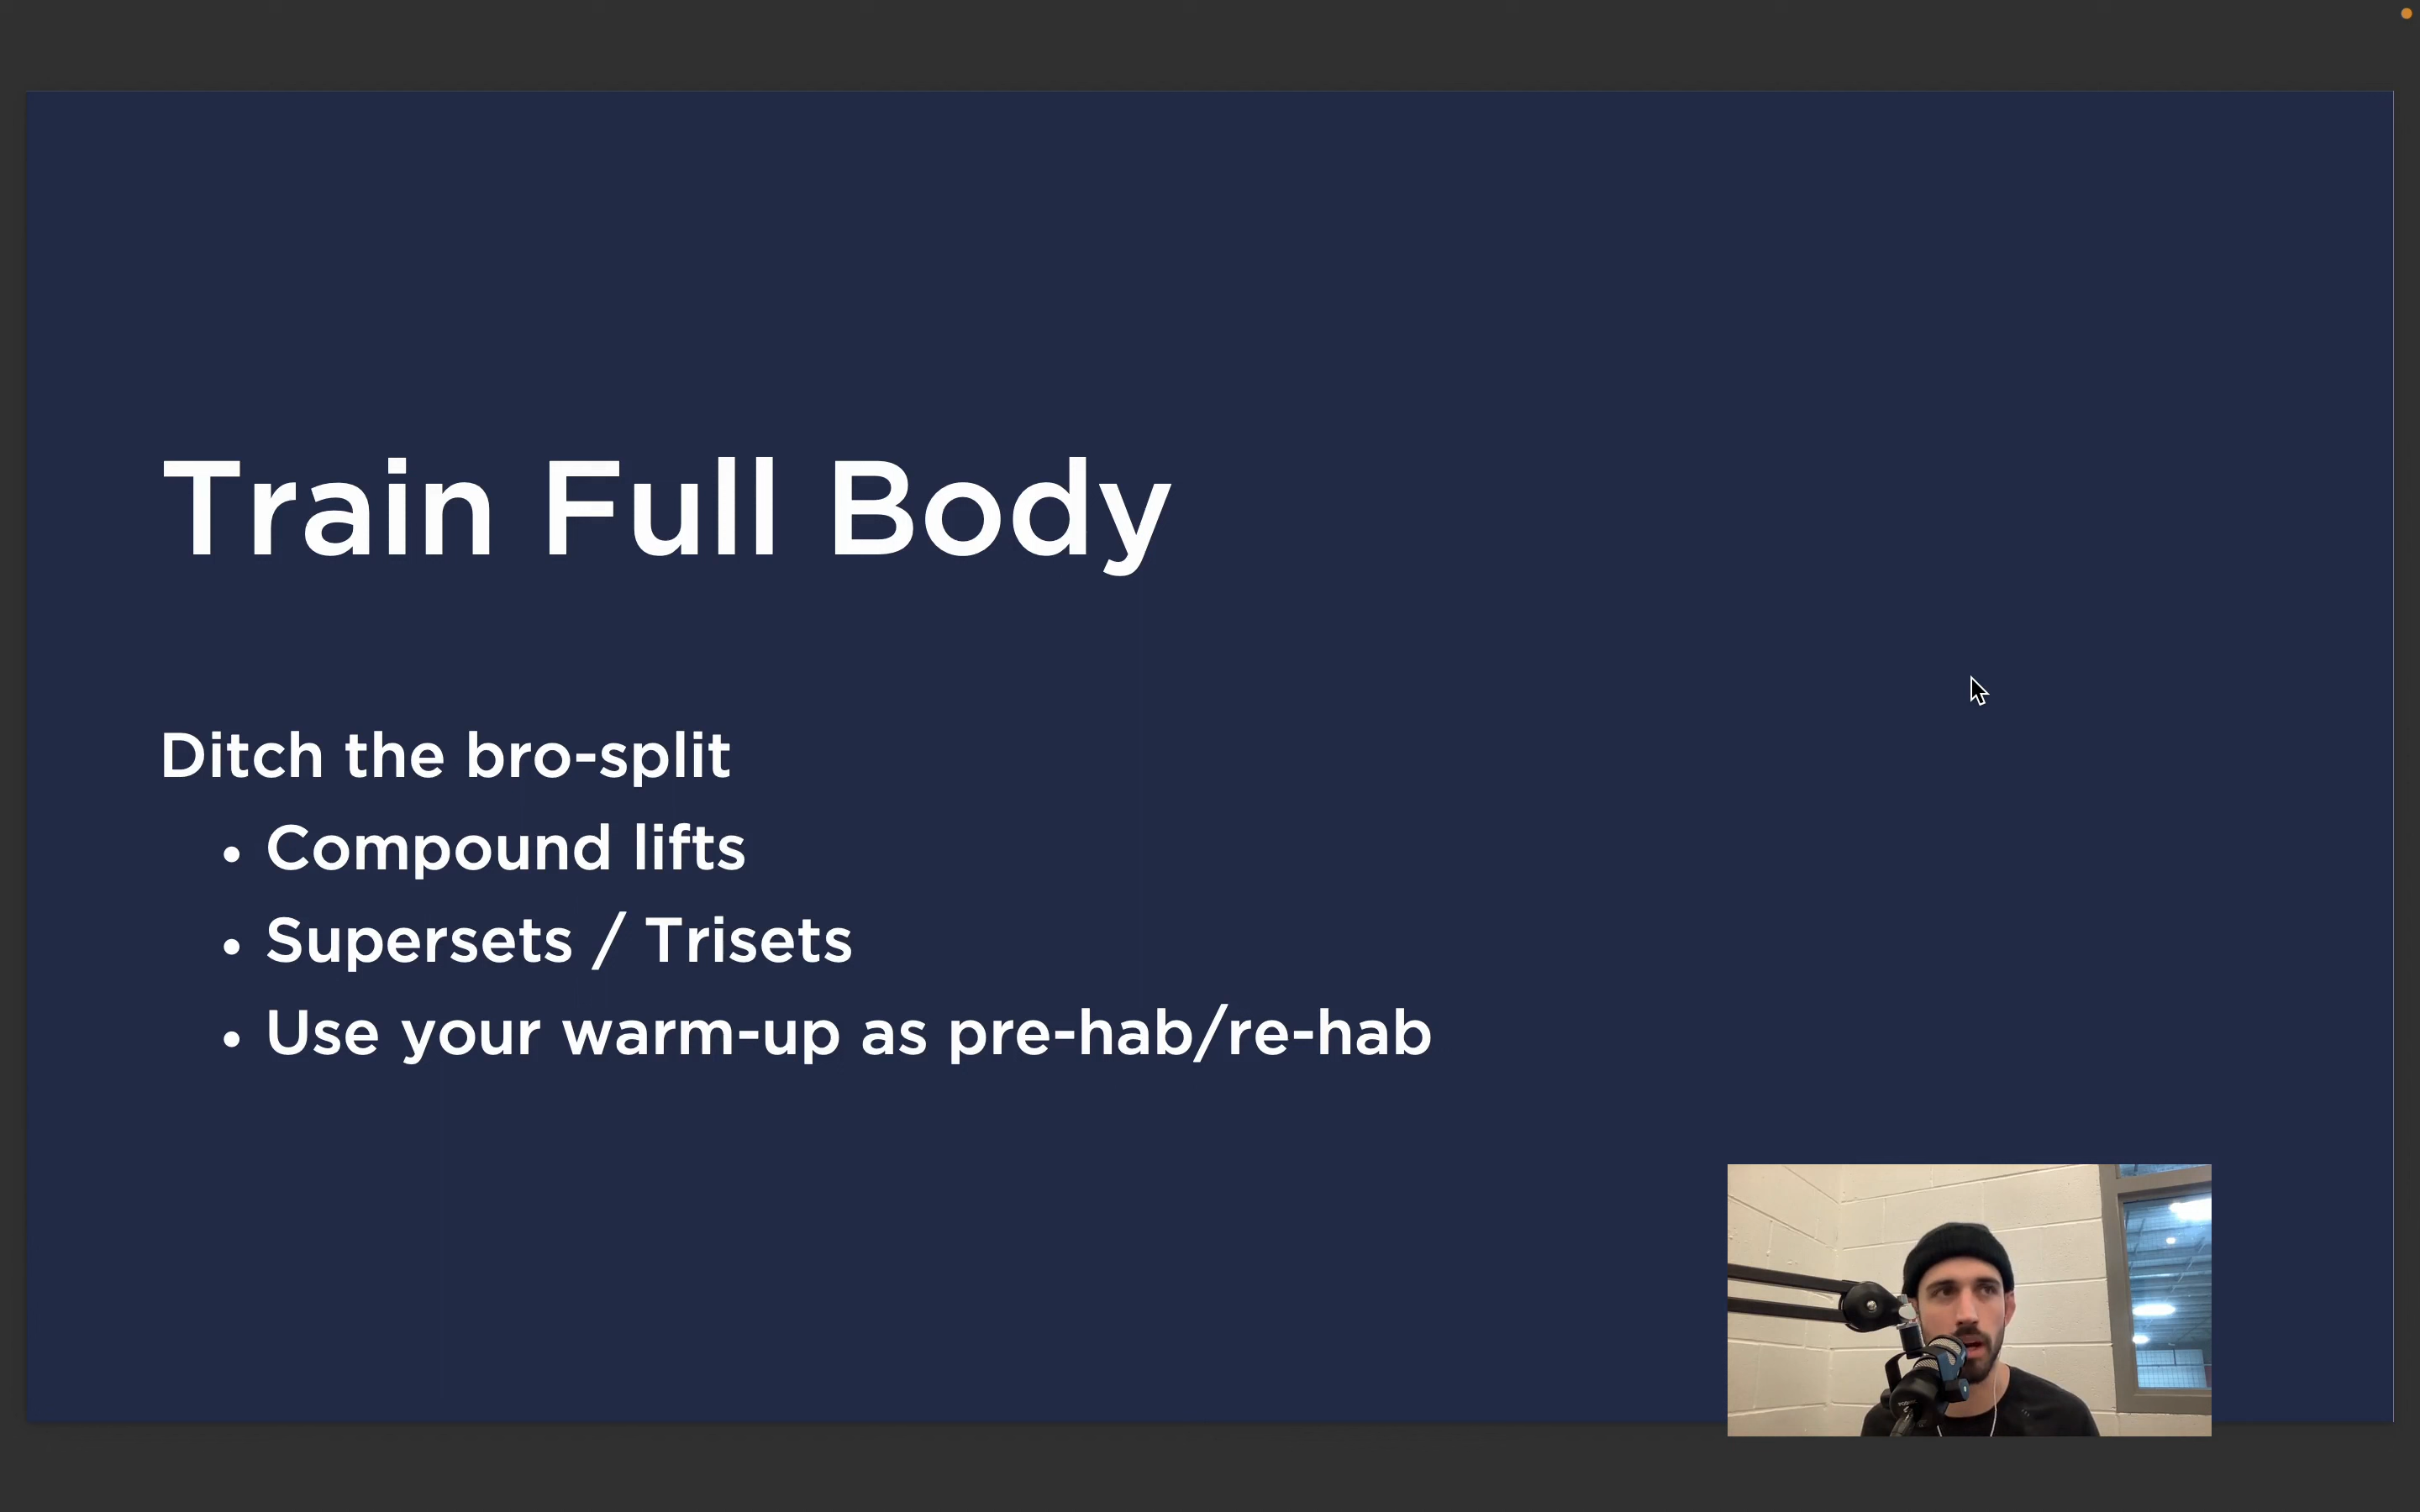 Train Full Body
Ditch the bro-split
• Compound lifts
• Supersets / Trisets
• Use your warm-up as pre-hab/re-hab